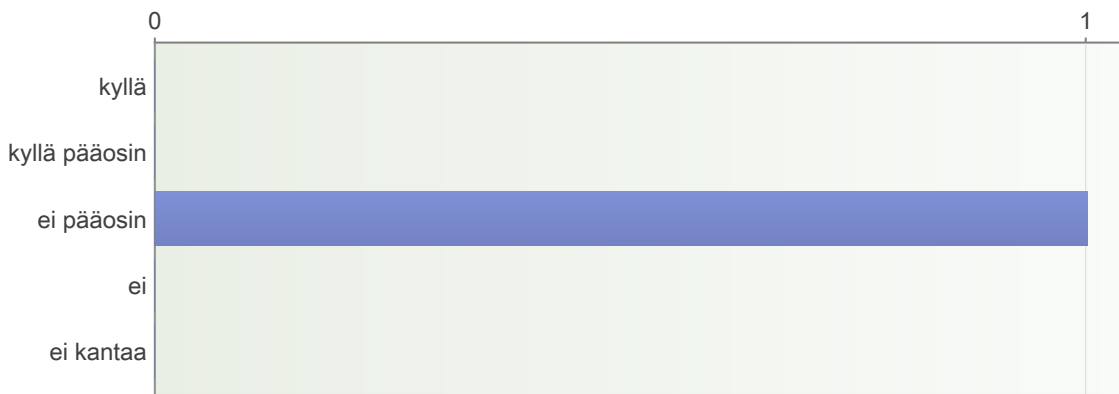 0 1
kyllä
kyllä pääosin
ei pääosin
ei
ei kantaa